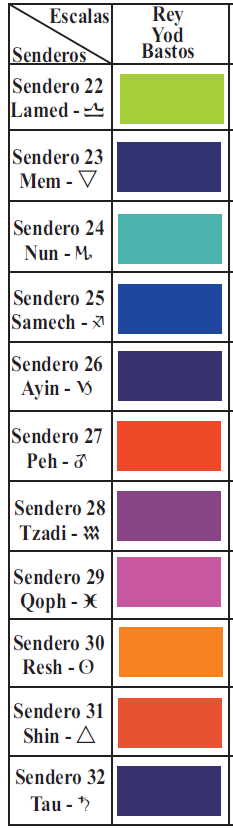 Escalas
Senderos
Rey
Yod
Bastos
Sendero 22
Lamed - ♎
Sendero 23
Mem - ▽
Sendero 24
Nun - ♏
Sendero 25
Samech - ♐
Sendero 26
Ayin - ♑
Sendero 27
Peh - ♂
Sendero 28
Tzadi - ♒
Sendero 29
Qoph - ♓
Sendero 30
Resh - ☉
Sendero 31
Shin - △
Sendero 32
Tau - ♄